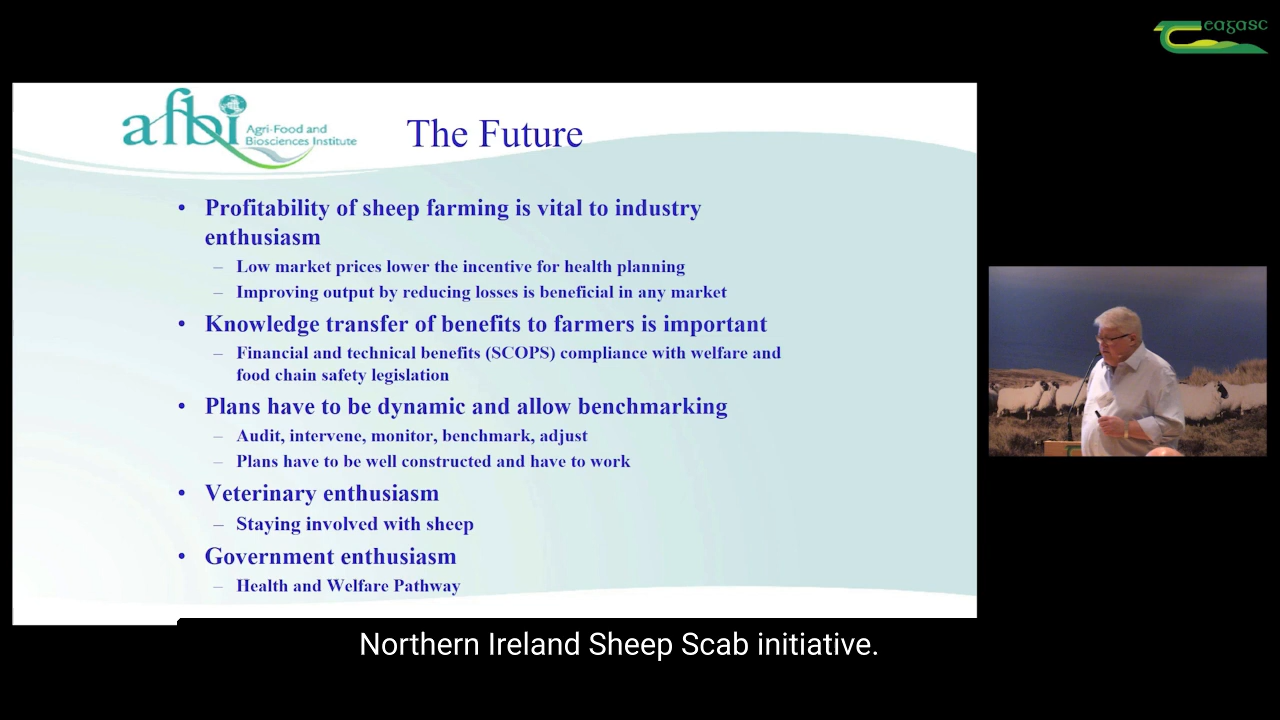 eagasc
afbi
Agri-Food and
Biosciences Institute
The Future
• Profitability of sheep farming is vital to industry
enthusiasm
– Low market prices lower the incentive for health planning
– Improving output by reducing losses is beneficial in any market
• Knowledge transfer of benefits to farmers is important
– Financial and technical benefits (SCOPS) compliance with welfare and
food chain safety legislation
• Plans have to be dynamic and allow benchmarking
– Audit, intervene, monitor, benchmark, adjust
– Plans have to be well constructed and have to work
• Veterinary enthusiasm
– Staying involved with sheep
• Government enthusiasm
– Health and Welfare Pathway
Northern Ireland Sheep Scab initiative.